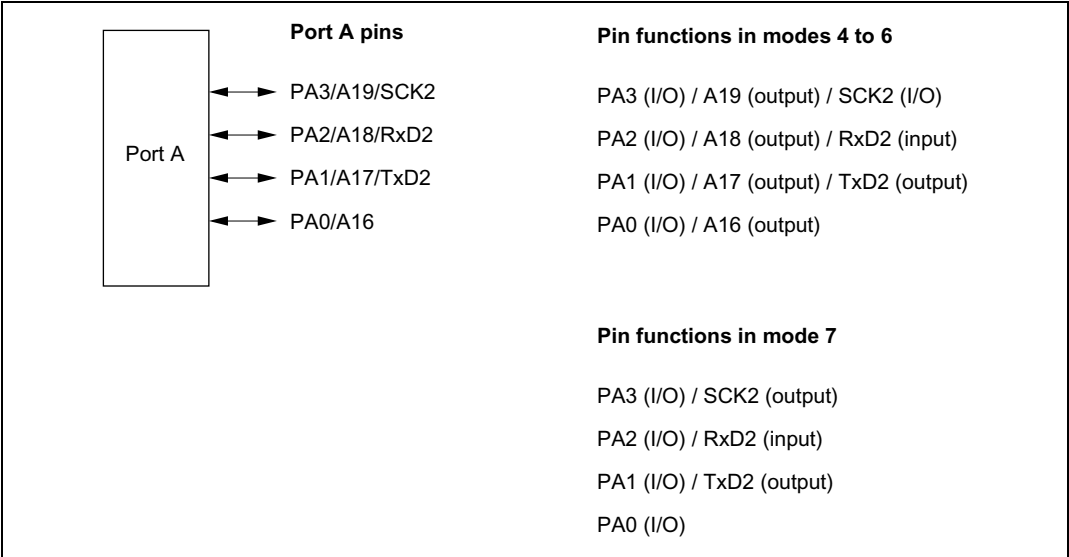 Port A
Port A pins
PA3/A19/SCK2
PA2/A18/RxD2
PA1/A17/TxD2
PA0/A16
Pin functions in modes 4 to 6
PA3 (I/O) / A19 (output) / SCK2 (I/O)
PA2 (I/O) / A18 (output) / RxD2 (input)
PA1 (I/O) / A17 (output) / TxD2 (output)
PA0 (I/O) / A16 (output)
Pin functions in mode 7
PA3 (I/O) / SCK2 (output)
PA2 (I/O) / RxD2 (input)
PA1 (I/O) / TxD2 (output)
PA0 (I/O)